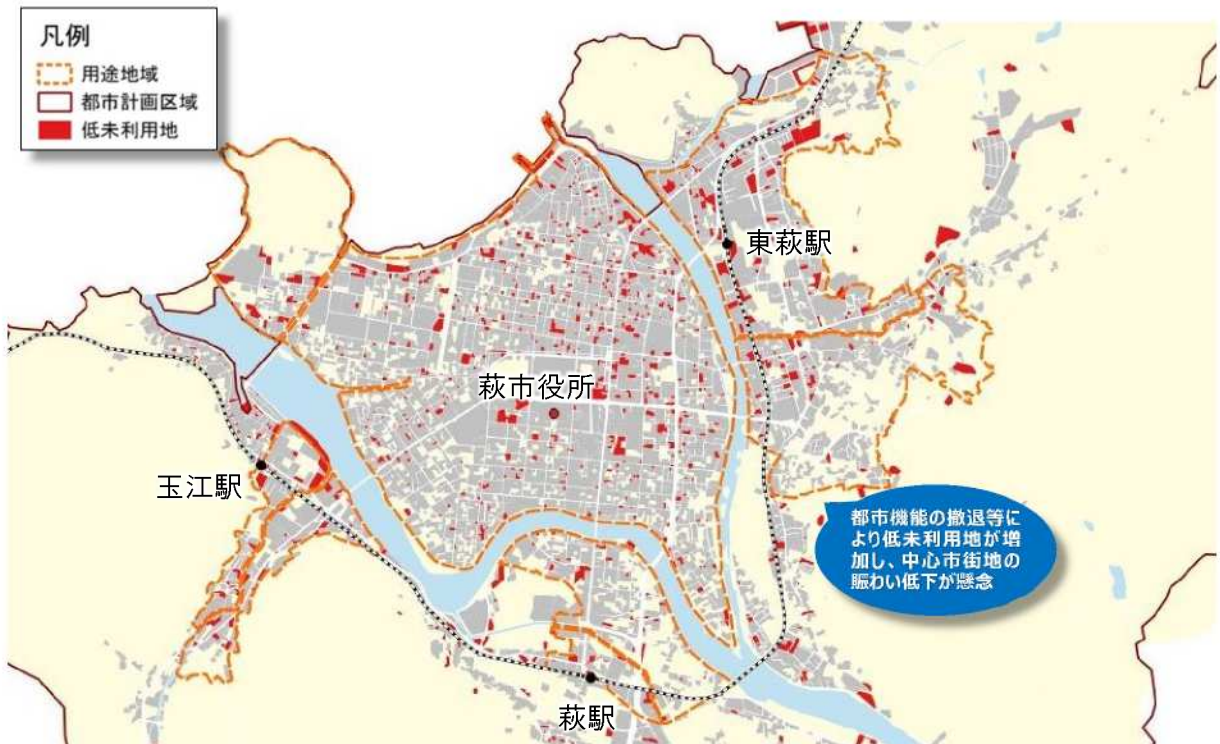 凡例
用途地域
都市計画区域
低未利用地
東萩駅
萩市役所
玉江駅
都市機能の撤退等に
より低未利用地が増
加し、中心市街地の
賑わい低下が懸念
萩駅